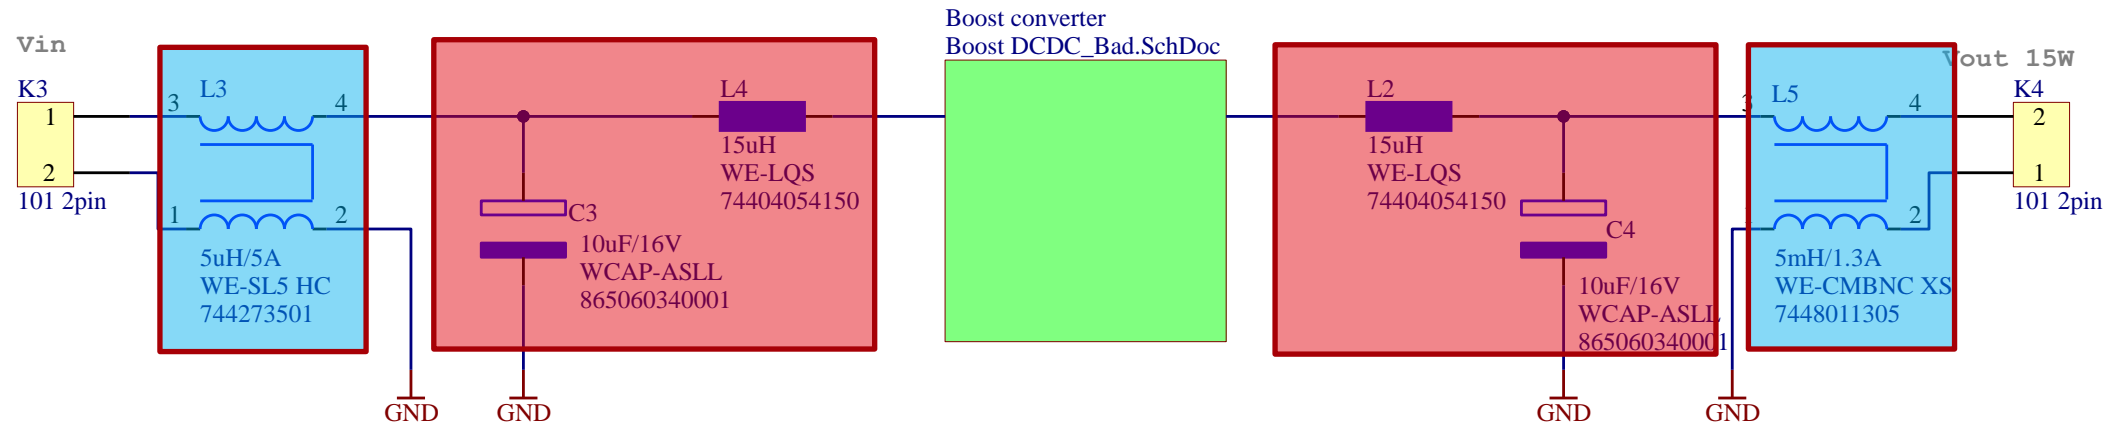 Boost converter
Boost DCDC_Bad.SchDoc
Vin
Vout 15W
K3
1
2
101 2pin
3
L3
4
1
2
5uH/5A
WE-SL5 HC
744273501
GND
L4
15uH
WE-LQS
74404054150
C3
10uF/16V
WCAP-ASLL
865060340001
GND
L2
15uH
WE-LQS
74404054150
C4
10uF/16V
WCAP-ASLL
865060340001
GND
3
L5
4
1
2
5mH/1.3A
WE-CMBNC XS
7448011305
GND
K4
2
1
101 2pin